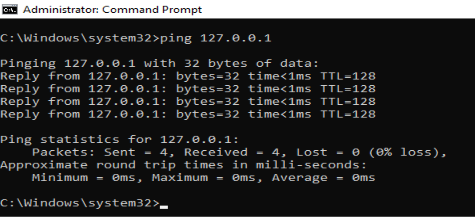 Administrator: Command Prompt
C:\Windows\system32>ping 127.0.0.1
Pinging 127.0.0.1 with 32 bytes of data:
Reply from 127.0.0.1: bytes=32 time<1ms TTL=128
Reply from 127.0.0.1: bytes=32 time<1ms TTL=128
Reply from 127.0.0.1: bytes=32 time<1ms TTL=128
Reply from 127.0.0.1: bytes=32 time<1ms TTL=128
Ping statistics for 127.0.0.1:
    Packets: Sent = 4, Received = 4, Lost = 0 (0% loss),
Approximate round trip times in milli-seconds:
    Minimum = 0ms, Maximum = 0ms, Average = 0ms
C:\Windows\system32>